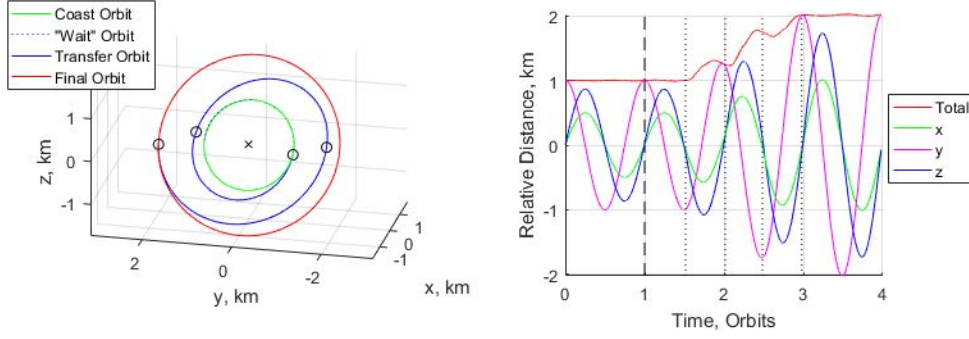 Coast Orbit
"Wait" Orbit
Transfer Orbit
Final Orbit
z, km
1
0
-1
2
0
-2
y, km
1
0
-1
x, km
Relative Distance, km
2
1
0
-1
-2
0
1
2
3
4
Time, Orbits
Total
x
y
z